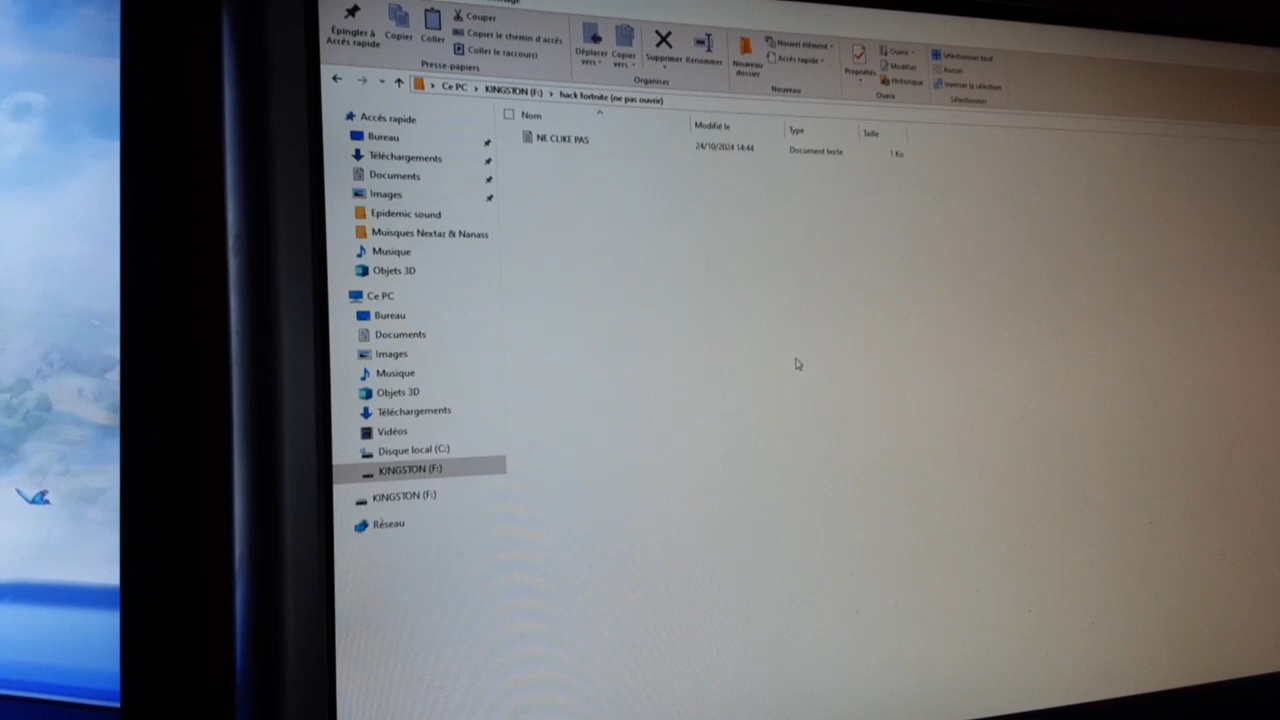 Couper
Épingler à
Accès rapide
Copier
Coller
Copier le chemin d'accès
Coller le raccourci
Presse-papiers
Déplacer
vers
Copier
vers
Supprimer
Renommer
Organiser
Nouveau
dossier
Nouvel élément
Accès rapide
Nouveau
Propriétés
Ouvrir
Modifier
Historique
Ouvrir
Sélectionner tout
Aucun
Inverser la sélection
Sélectionner
Ce PC > KINGSTON (F:) > hack fortnite (ne pas ouvrir)
Nom
Modifié le
Type
Taille
NE CLIKE PAS
24/10/2024 14:44
Document texte
1 Ko
Accès rapide
Bureau
Téléchargements
Documents
Images
Epidemic sound
Muisques Nextaz & Nanass
Musique
Objets 3D
Ce PC
Bureau
Documents
Images
Musique
Objets 3D
Téléchargements
Vidéos
Disque local (C:)
KINGSTON (F:)
KINGSTON (F:)
Réseau